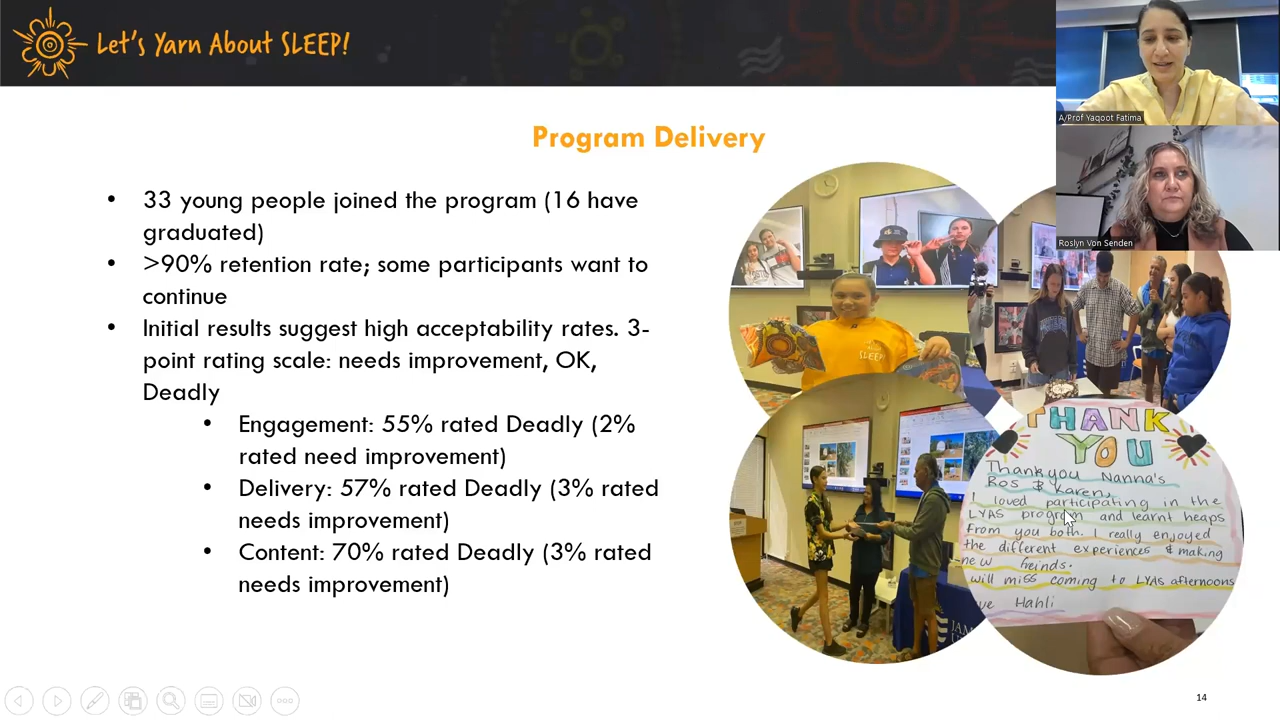 Let's Yarn About SLEEP!
Program Delivery
33 young people joined the program (16 have
graduated)
>90% retention rate; some participants want to
continue
Initial results suggest high acceptability rates. 3-
point rating scale: needs improvement, OK,
Deadly
Engagement: 55% rated Deadly (2%
rated need improvement)
Delivery: 57% rated Deadly (3% rated
needs improvement)
Content: 70% rated Deadly (3% rated
needs improvement)
A/Prof Yaqoot Fatima
Roslyn Von Senden
SLEEP!
THANK
YOU
Thankyou Nanna's
Ros & Karen,
I loved participating in the
LYAS program and learnt heaps
from you both. I really enjoyed
the different experiences & making
new freinds.
will miss coming to LYAS afternoons
Hahli
14